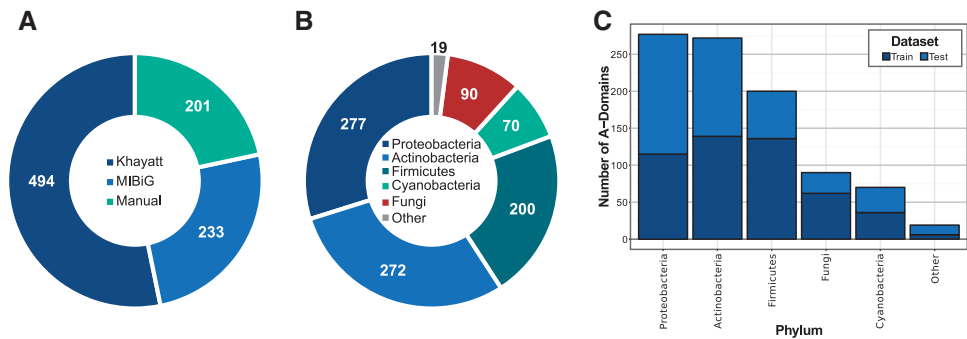 A
201
494
Khayatt
MIBiG
Manual
233
B
19
90
277
70
Proteobacteria
Actinobacteria
Firmicutes
Cyanobacteria
Fungi
Other
200
272
C
Number of A−Domains
250
200
150
100
50
0
Dataset
Train Test
Proteobacteria
Actinobacteria
Firmicutes
Fungi
Cyanobacteria
Other
Phylum